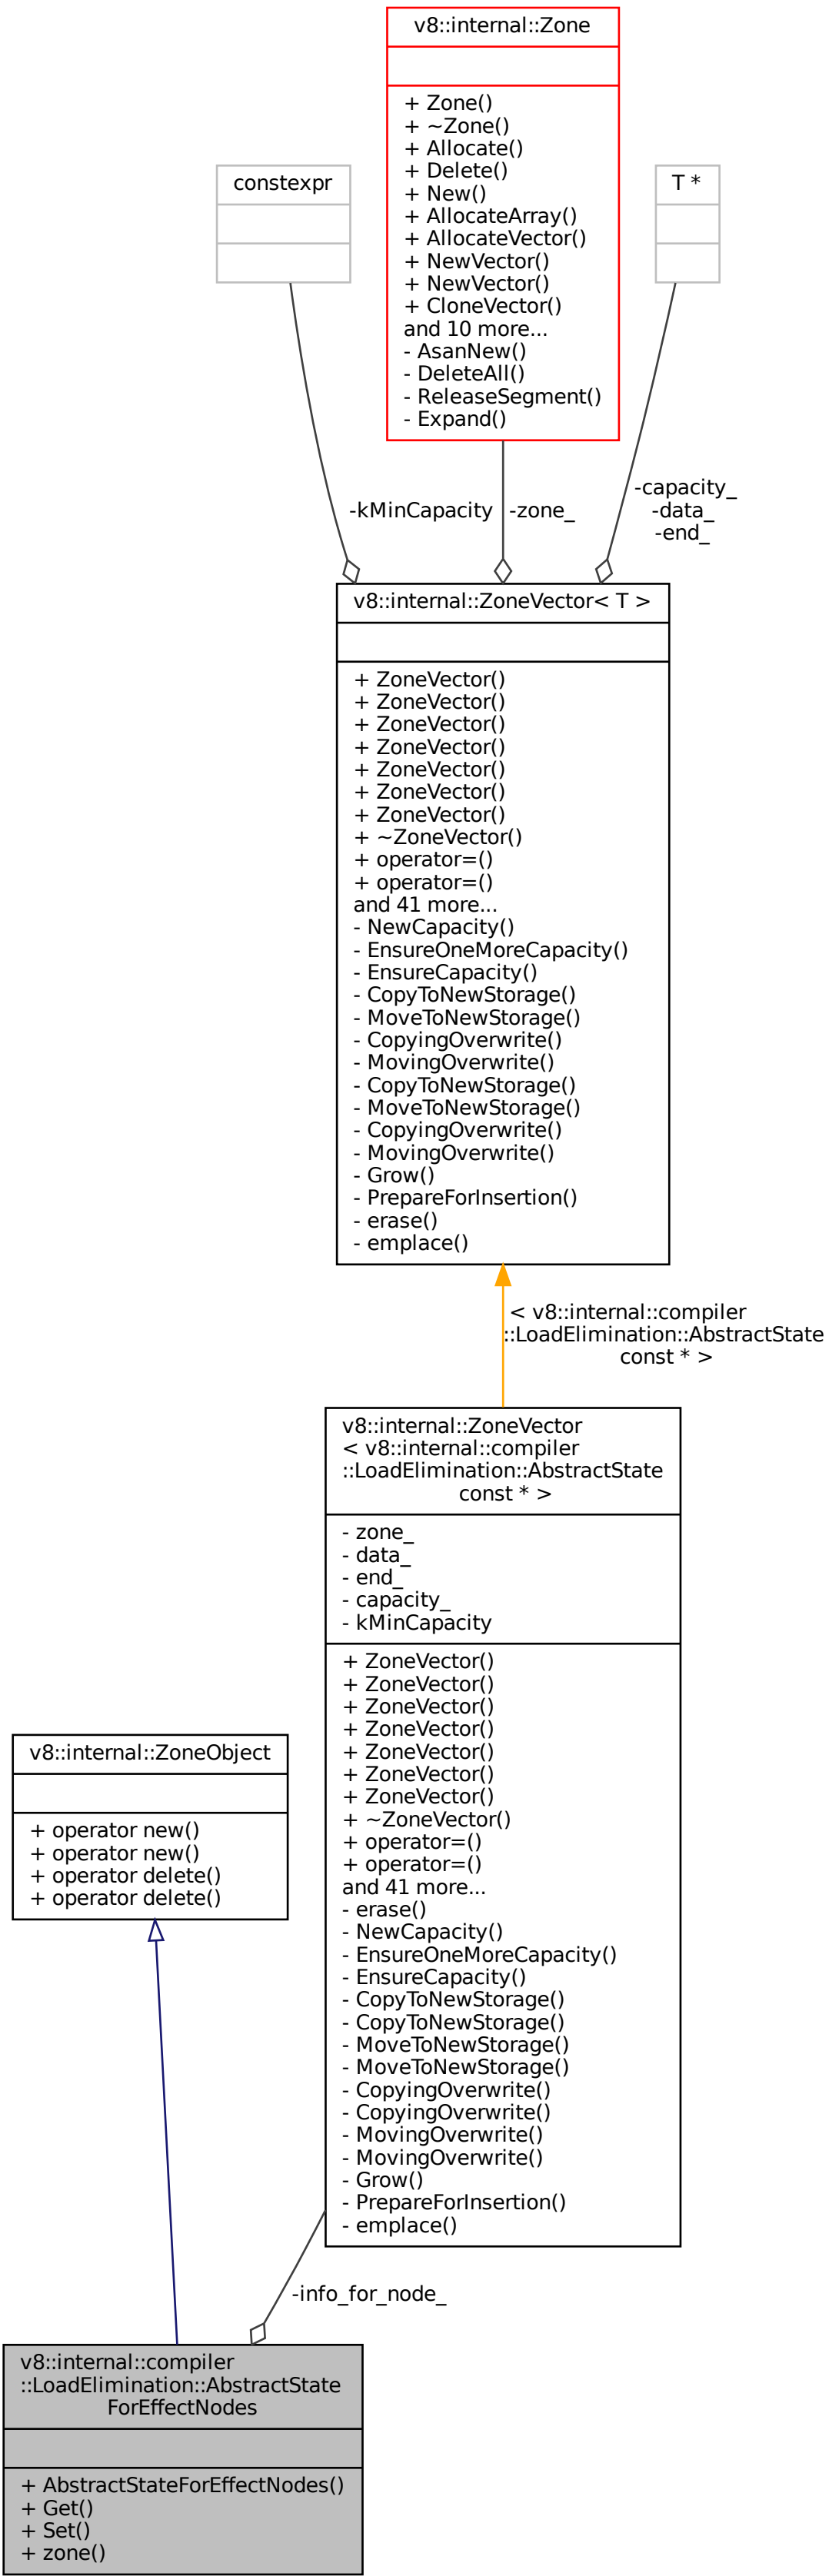 v8::internal::Zone
+ Zone()
+ ~Zone()
+ Allocate()
+ Delete()
+ New()
+ AllocateArray()
+ AllocateVector()
+ NewVector()
+ NewVector()
+ CloneVector()
and 10 more...
- AsanNew()
- DeleteAll()
- ReleaseSegment()
- Expand()
constexpr
T *
-kMinCapacity
-zone_
-capacity_
-data_
-end_
v8::internal::ZoneVector< T >
+ ZoneVector()
+ ZoneVector()
+ ZoneVector()
+ ZoneVector()
+ ZoneVector()
+ ZoneVector()
+ ZoneVector()
+ ~ZoneVector()
+ operator=()
+ operator=()
and 41 more...
- NewCapacity()
- EnsureOneMoreCapacity()
- EnsureCapacity()
- CopyToNewStorage()
- MoveToNewStorage()
- CopyingOverwrite()
- MovingOverwrite()
- CopyToNewStorage()
- MoveToNewStorage()
- CopyingOverwrite()
- MovingOverwrite()
- Grow()
- PrepareForInsertion()
- erase()
- emplace()
< v8::internal::compiler
::LoadElimination::AbstractState
const * >
v8::internal::ZoneVector
< v8::internal::compiler
::LoadElimination::AbstractState
const * >
- zone_
- data_
- end_
- capacity_
- kMinCapacity
+ ZoneVector()
+ ZoneVector()
+ ZoneVector()
+ ZoneVector()
+ ZoneVector()
+ ZoneVector()
+ ZoneVector()
+ ~ZoneVector()
+ operator=()
+ operator=()
and 41 more...
- erase()
- NewCapacity()
- EnsureOneMoreCapacity()
- EnsureCapacity()
- CopyToNewStorage()
- CopyToNewStorage()
- MoveToNewStorage()
- MoveToNewStorage()
- CopyingOverwrite()
- CopyingOverwrite()
- MovingOverwrite()
- MovingOverwrite()
- Grow()
- PrepareForInsertion()
- emplace()
v8::internal::ZoneObject
+ operator new()
+ operator new()
+ operator delete()
+ operator delete()
-info_for_node_
v8::internal::compiler
::LoadElimination::AbstractState
ForEffectNodes
+ AbstractStateForEffectNodes()
+ Get()
+ Set()
+ zone()